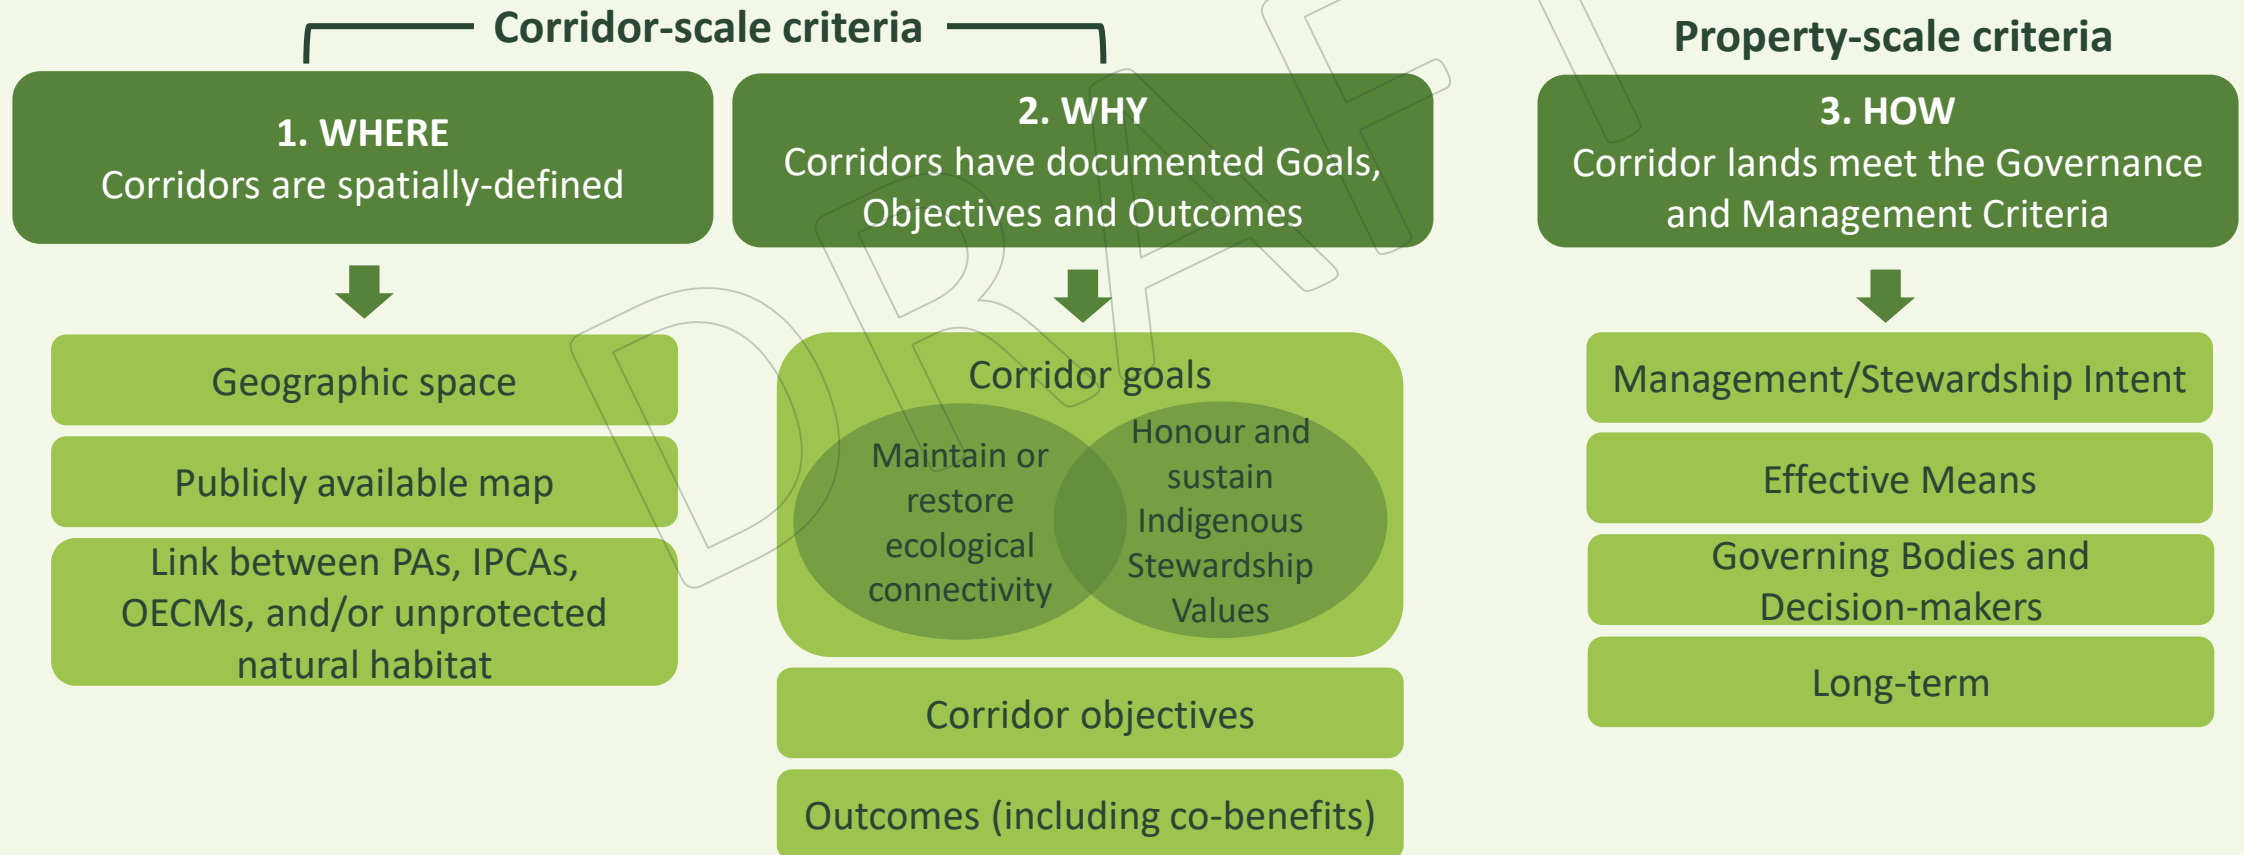 Corridor-scale criteria
Property-scale criteria
1. WHERE
Corridors are spatially-defined
2. WHY
Corridors have documented Goals,
Objectives and Outcomes
3. HOW
Corridor lands meet the Governance
and Management Criteria
Geographic space
Publicly available map
Link between PAs, IPCAs,
OECMs, and/or unprotected
natural habitat
Corridor goals
Maintain or
restore
ecological
connectivity
Honour and
sustain
Indigenous
Stewardship
Values
Corridor objectives
Outcomes (including co-benefits)
Management/Stewardship Intent
Effective Means
Governing Bodies and
Decision-makers
Long-term
DRAFT